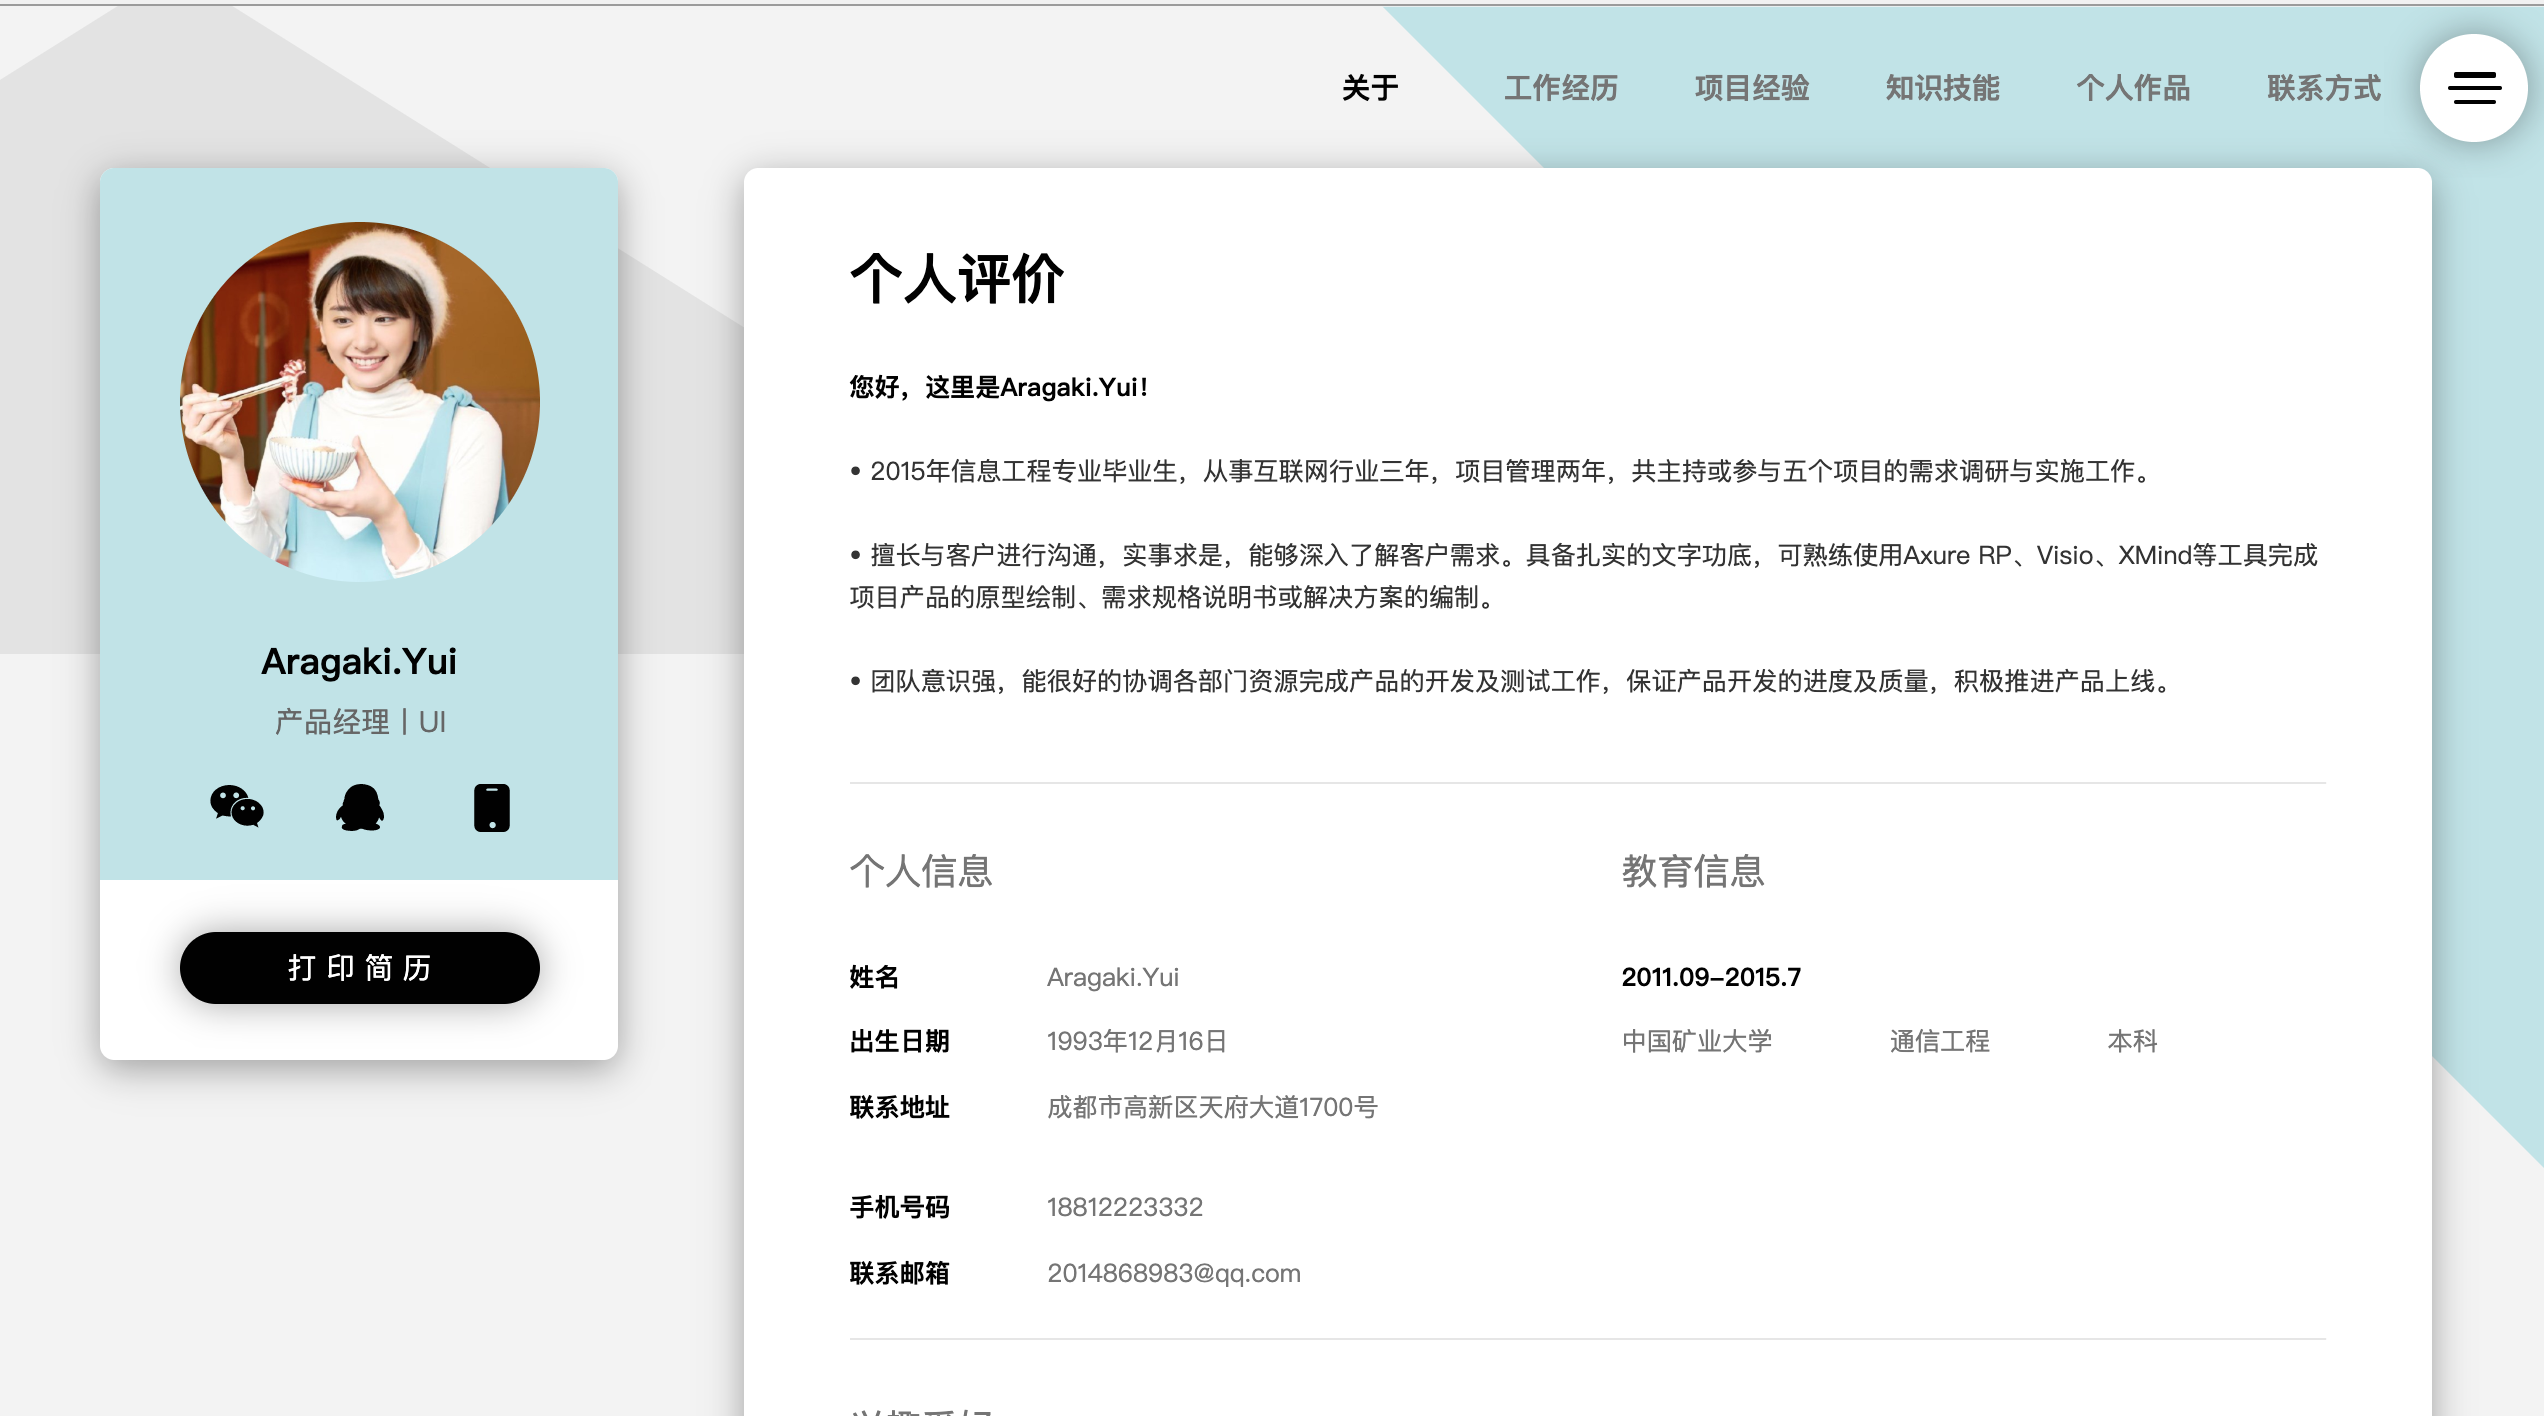 关于
工作经历
项目经验
知识技能
个人作品
联系方式
Aragaki.Yui
产品经理｜UI
打印简历
个人评价
您好，这里是Aragaki.Yui！
• 2015年信息工程专业毕业生，从事互联网行业三年，项目管理两年，共主持或参与五个项目的需求调研与实施工作。
• 擅长与客户进行沟通，实事求是，能够深入了解客户需求。具备扎实的文字功底，可熟练使用Axure RP、Visio、XMind等工具完成
项目产品的原型绘制、需求规格说明书或解决方案的编制。
• 团队意识强，能很好的协调各部门资源完成产品的开发及测试工作，保证产品开发的进度及质量，积极推进产品上线。
个人信息
姓名 Aragaki.Yui
出生日期 1993年12月16日
联系地址 成都市高新区天府大道1700号
手机号码 18812223332
联系邮箱 2014868983@qq.com
教育信息
2011.09–2015.7
中国矿业大学 通信工程 本科